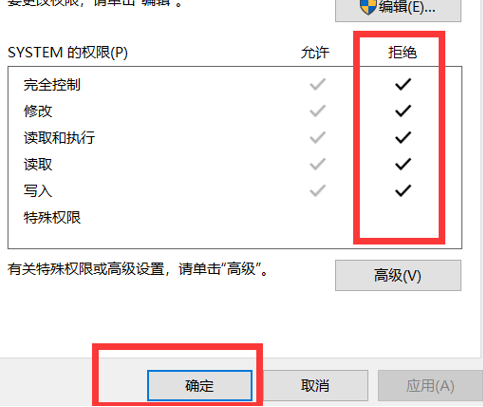 要更改权限，请单击“编辑”。
编辑(E)...
SYSTEM 的权限(P) 允许 拒绝
完全控制
修改
读取和执行
读取
写入
特殊权限
有关特殊权限或高级设置，请单击“高级”。
高级(V)
确定 取消 应用(A)